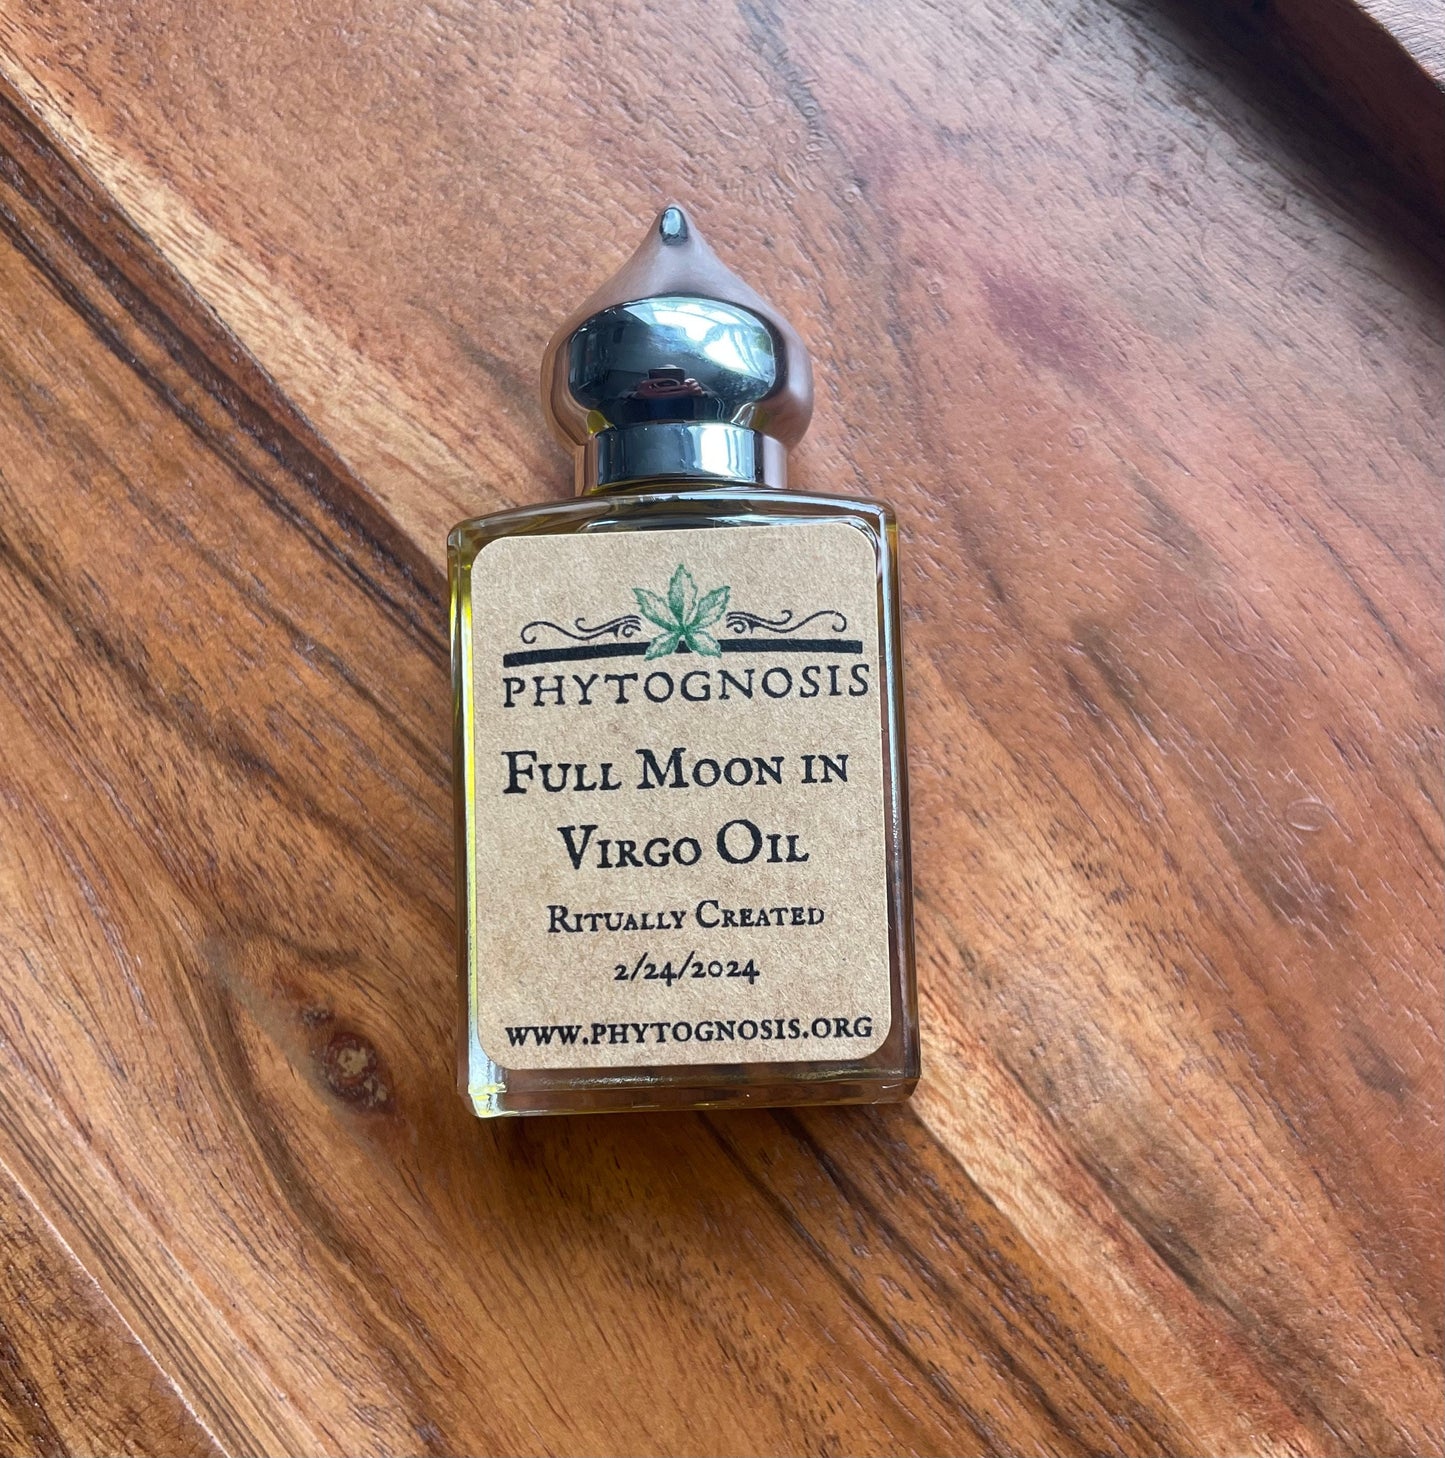 PHYTOGNOSIS
Full Moon in
Virgo Oil
Ritually Created
2/24/2024
www.phytognosis.org